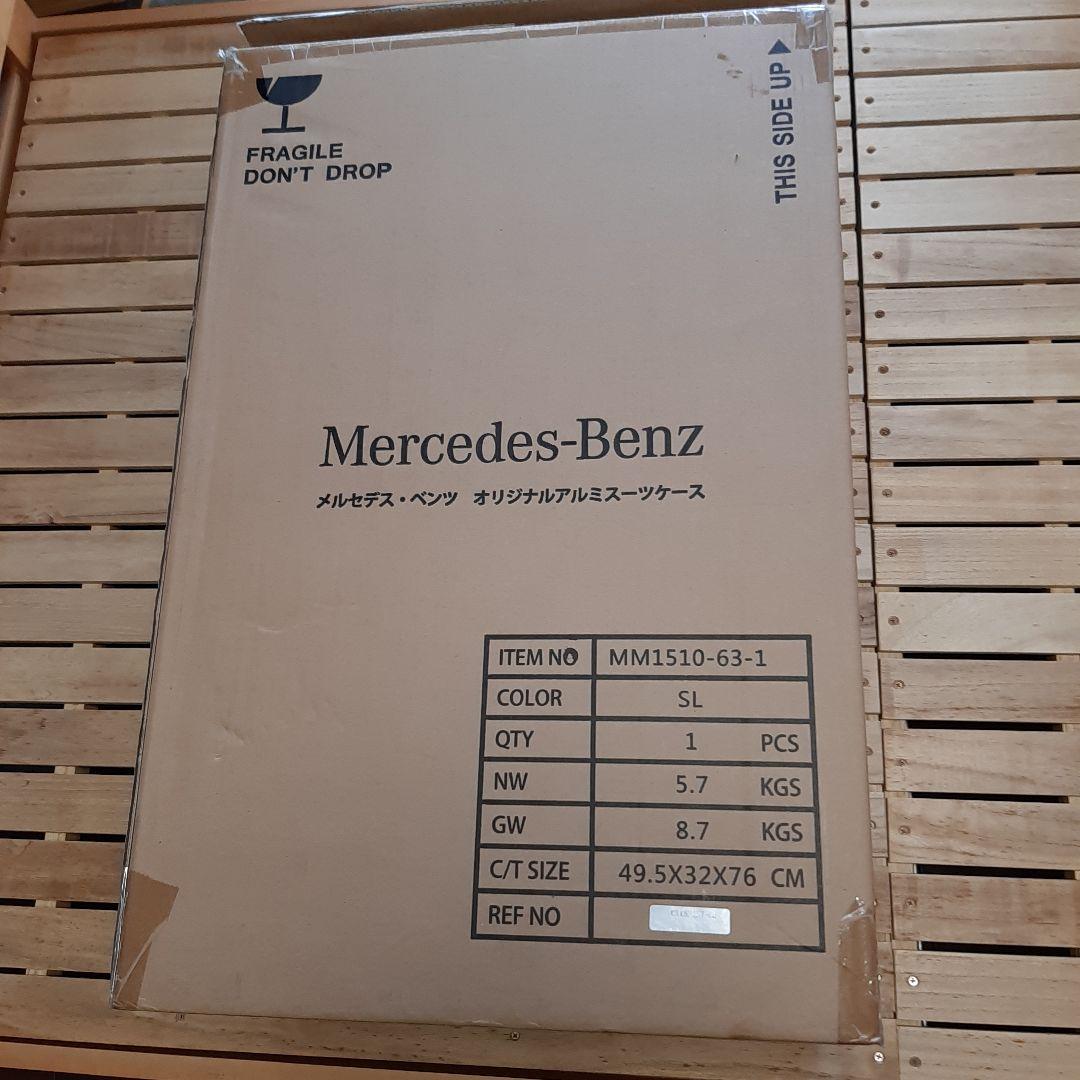 FRAGILE
DON'T DROP
THIS SIDE UP
Mercedes-Benz
メルセデス・ベンツ オリジナルアルミスーツケース
ITEM NO MM1510-63-1
COLOR SL
QTY 1 PCS
NW 5.7 KGS
GW 8.7 KGS
C/T SIZE 49.5X32X76 CM
REF NO